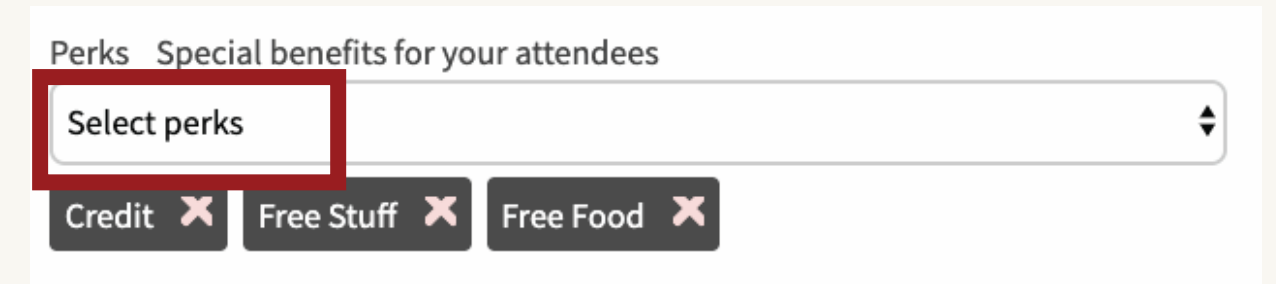 Perks Special benefits for your attendees
Select perks
Credit Free Stuff Free Food